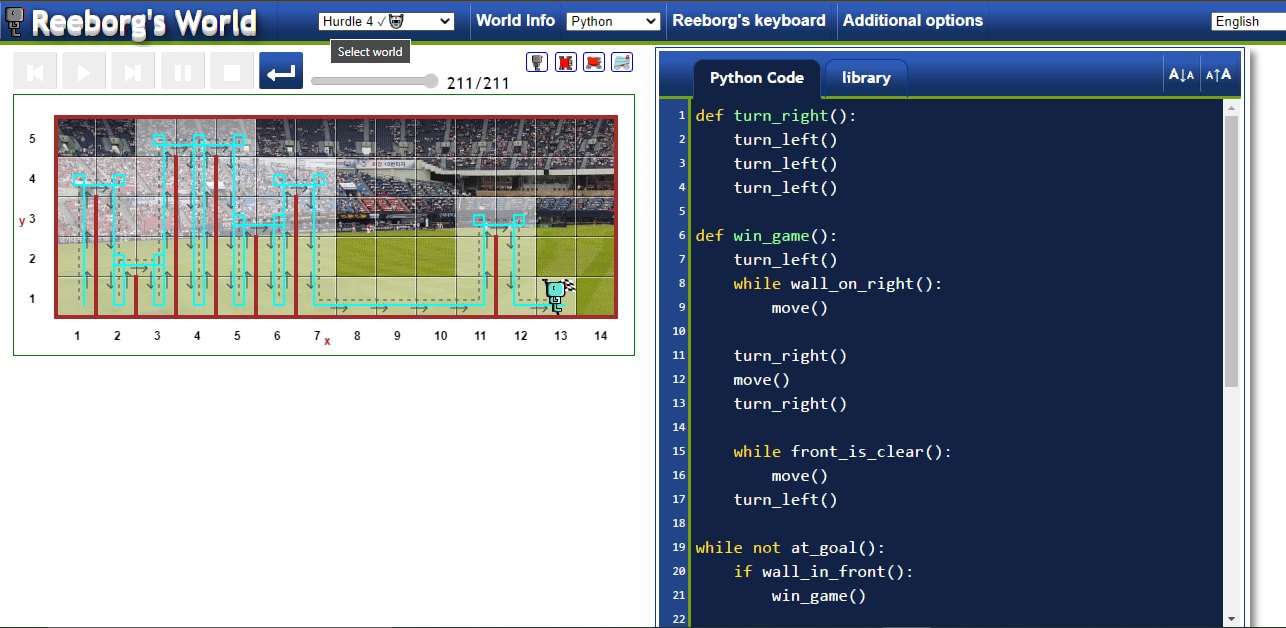 Reeborg's World
Hurdle 4 ✓
World Info
Python
Reeborg's keyboard
Additional options
English
Select world
211/211
Python Code
library
A↓A
A↑A
5
4
y 3
2
1
1 2 3 4 5 6 7 x 8 9 10 11 12 13 14
1 def turn_right():
2     turn_left()
3     turn_left()
4     turn_left()
5
6 def win_game():
7     turn_left()
8     while wall_on_right():
9         move()
10
11     turn_right()
12     move()
13     turn_right()
14
15     while front_is_clear():
16         move()
17     turn_left()
18
19 while not at_goal():
20     if wall_in_front():
21         win_game()
22